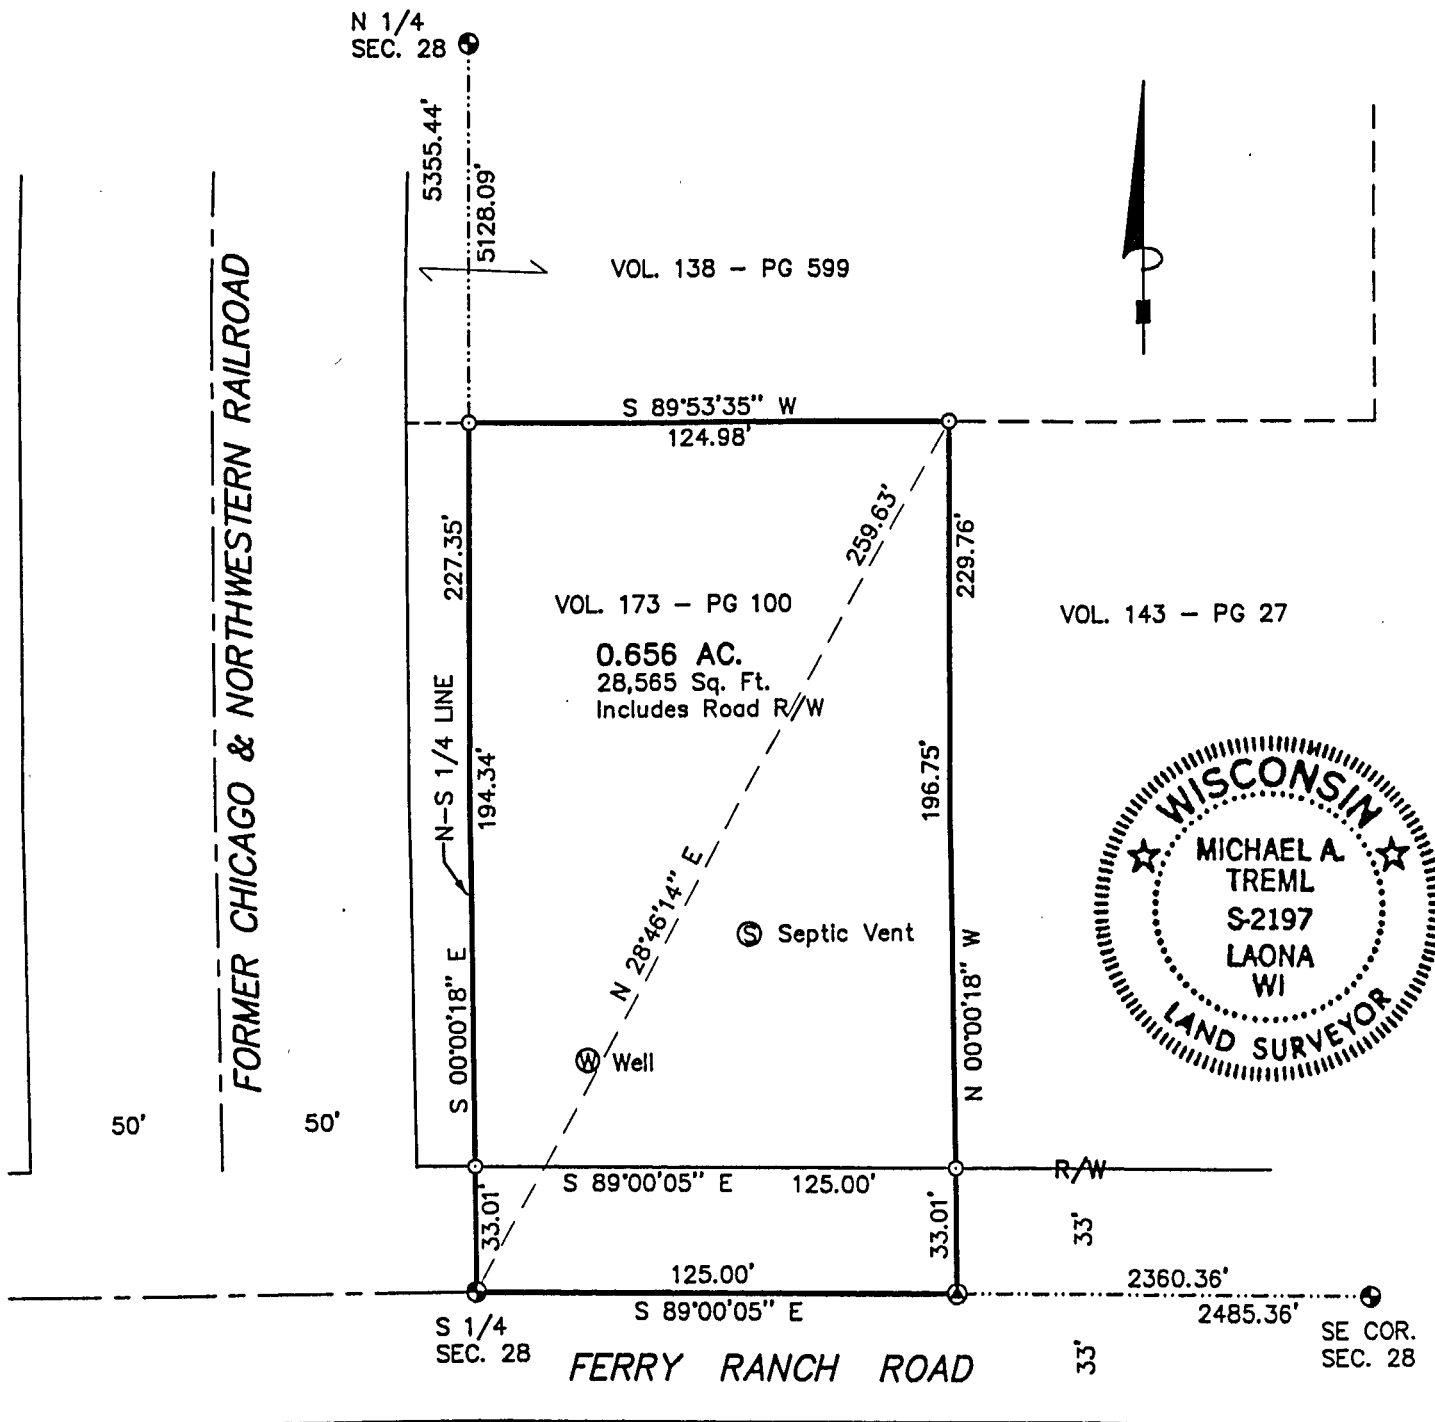 N 1/4
SEC. 28
5355.44'
5128.09'
VOL. 138 - PG 599
FORMER CHICAGO & NORTHWESTERN RAILROAD
S 89°53'35" W
124.98'
227.35'
259.63'
229.76'
VOL. 173 - PG 100
0.656 AC.
28,565 Sq. Ft.
Includes Road R/W
VOL. 143 - PG 27
N-S 1/4 LINE
194.34'
196.75'
WISCONSIN
MICHAEL A.
TREML
S-2197
LAONA
WI
LAND SURVEYOR
N 28°46'14" E
S Septic Vent
S 00°00'18" E
N 00°00'18" W
W Well
50'
50'
S 89°00'05" E 125.00'
R/W
33.01'
33.01'
33'
125.00'
S 89°00'05" E
2360.36'
2485.36'
S 1/4
SEC. 28
SE COR.
SEC. 28
33'
FERRY RANCH ROAD